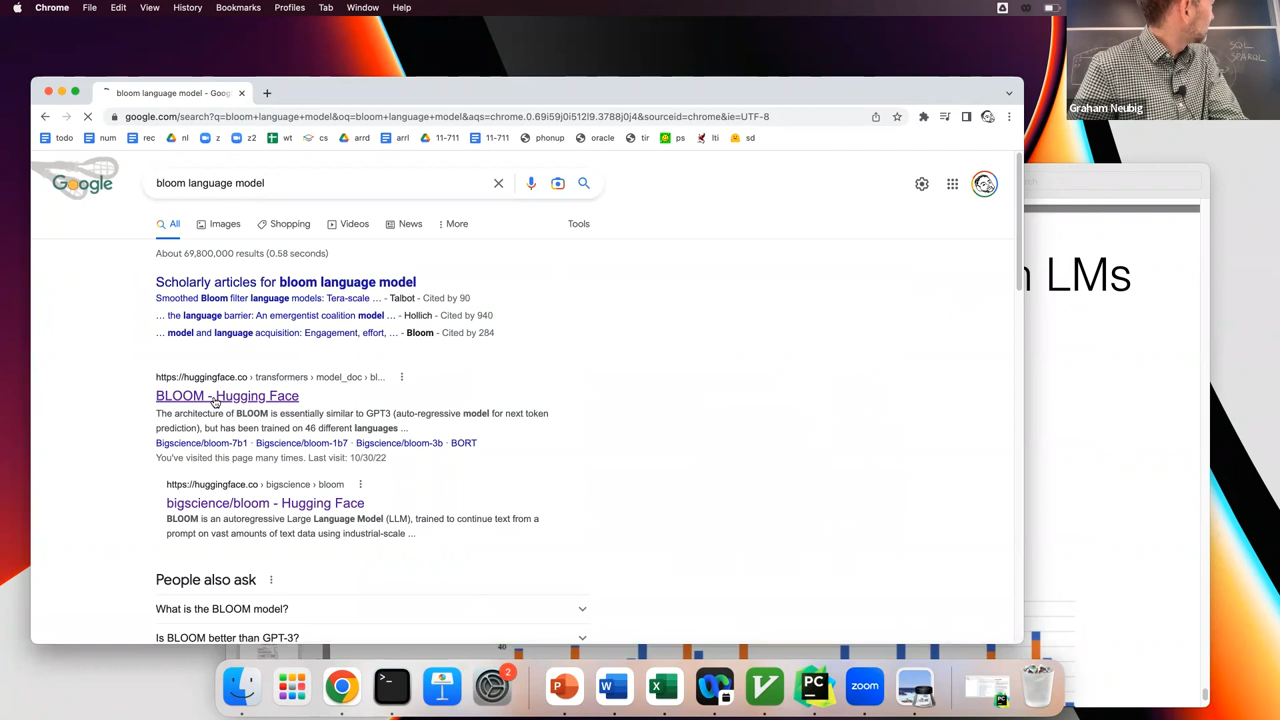 Chrome File Edit View History Bookmarks Profiles Tab Window Help
bloom language model - Goog
google.com/search?q=bloom+language+model&oq=bloom+language+model&aqs=chrome.0.69i59j0i512l9.3788j0j4&sourceid=chrome&ie=UTF-8
todo num rec nl z z2 wt cs arrd arrl 11-711 11-711 phonup oracle tir ps lti sd
SQL
SPARQL
Graham Neubig
Google
bloom language model
All Images Shopping Videos News More Tools
About 69,800,000 results (0.58 seconds)
Scholarly articles for bloom language model
Smoothed Bloom filter language models: Tera-scale ... - Talbot - Cited by 90
... the language barrier: An emergentist coalition model ... - Hollich - Cited by 940
... model and language acquisition: Engagement, effort, ... - Bloom - Cited by 284
LMs
https://huggingface.co › transformers › model_doc › bl...
BLOOM - Hugging Face
The architecture of BLOOM is essentially similar to GPT3 (auto-regressive model for next token
prediction), but has been trained on 46 different languages ...
Bigscience/bloom-7b1 · Bigscience/bloom-1b7 · Bigscience/bloom-3b · BORT
You've visited this page many times. Last visit: 10/30/22
https://huggingface.co › bigscience › bloom
bigscience/bloom - Hugging Face
BLOOM is an autoregressive Large Language Model (LLM), trained to continue text from a
prompt on vast amounts of text data using industrial-scale ...
People also ask
What is the BLOOM model?
Is BLOOM better than GPT-3?
40
2
P W X V PC zoom
PC